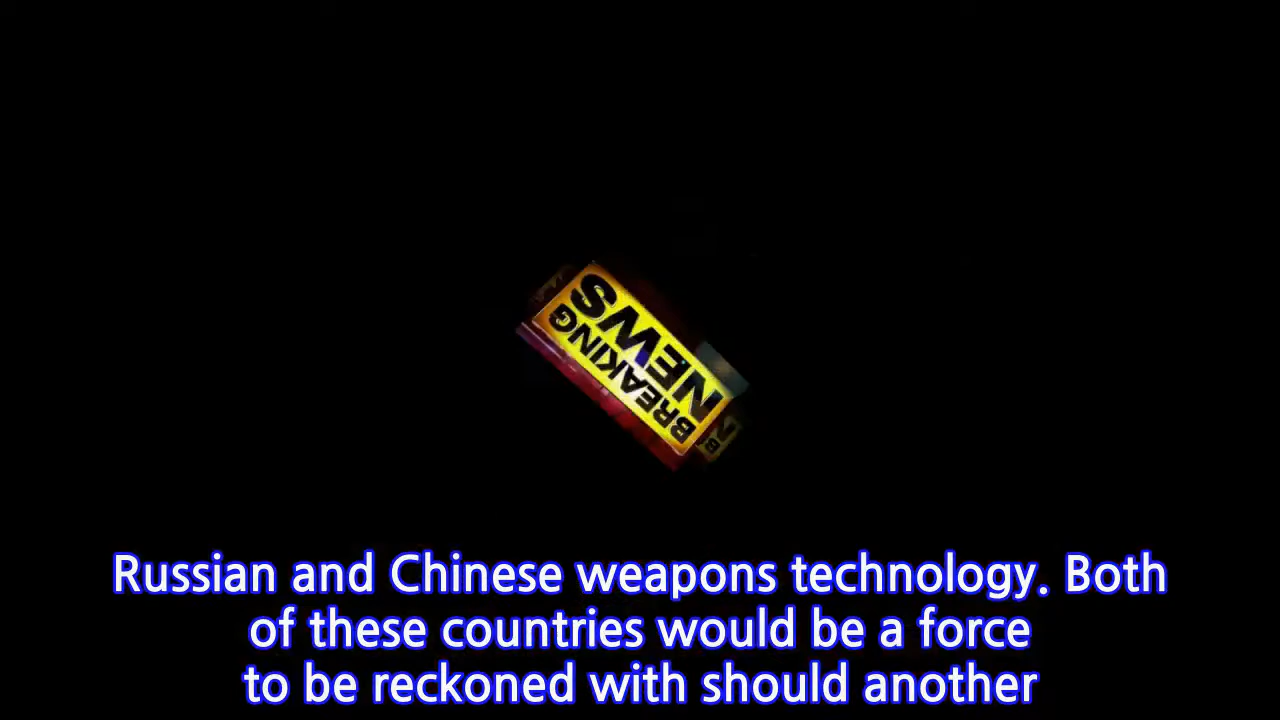 BREAKING
NEWS
Russian and Chinese weapons technology. Both
of these countries would be a force
to be reckoned with should another